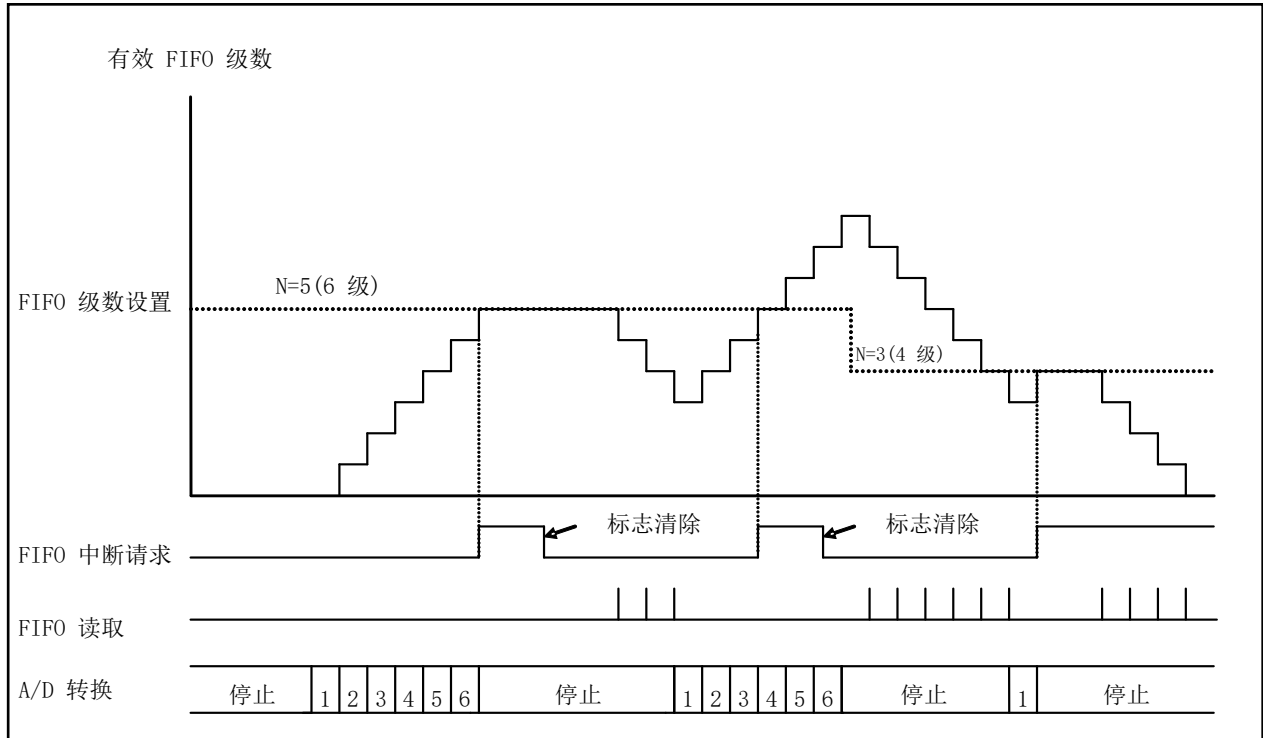 有效 FIFO 级数
N=5(6 级)
FIFO 级数设置
N=3(4 级)
标志清除
标志清除
FIFO 中断请求
FIFO 读取
A/D 转换
停止 1 2 3 4 5 6 停止 1 2 3 4 5 6 停止 1 停止